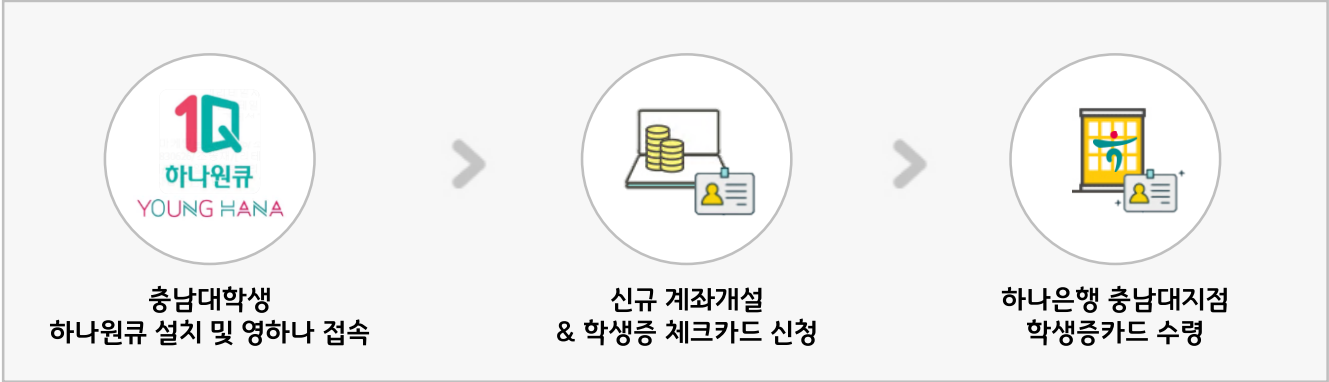 1Q
하나원큐
YOUNG HANA
충남대학생
하나원큐 설치 및 영하나 접속
신규 계좌개설
& 학생증 체크카드 신청
하나은행 충남대지점
학생증카드 수령